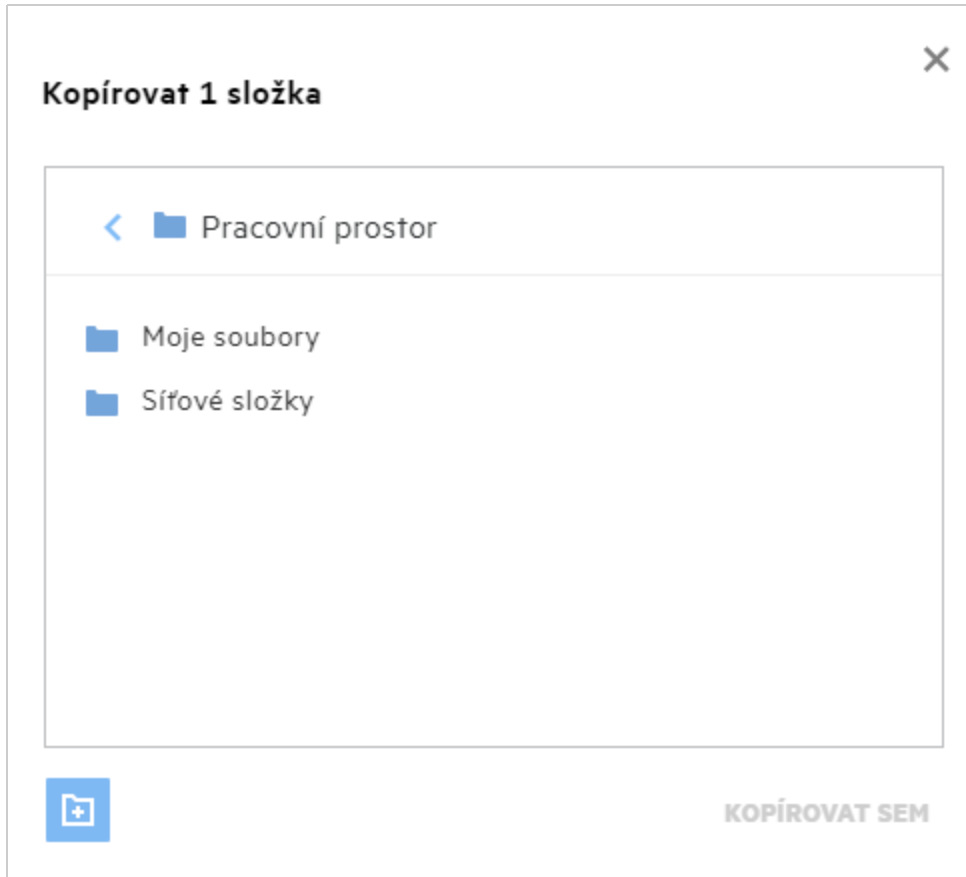 Kopírovat 1 složka
Pracovní prostor
Moje soubory
Síťové složky
KOPÍROVAT SEM